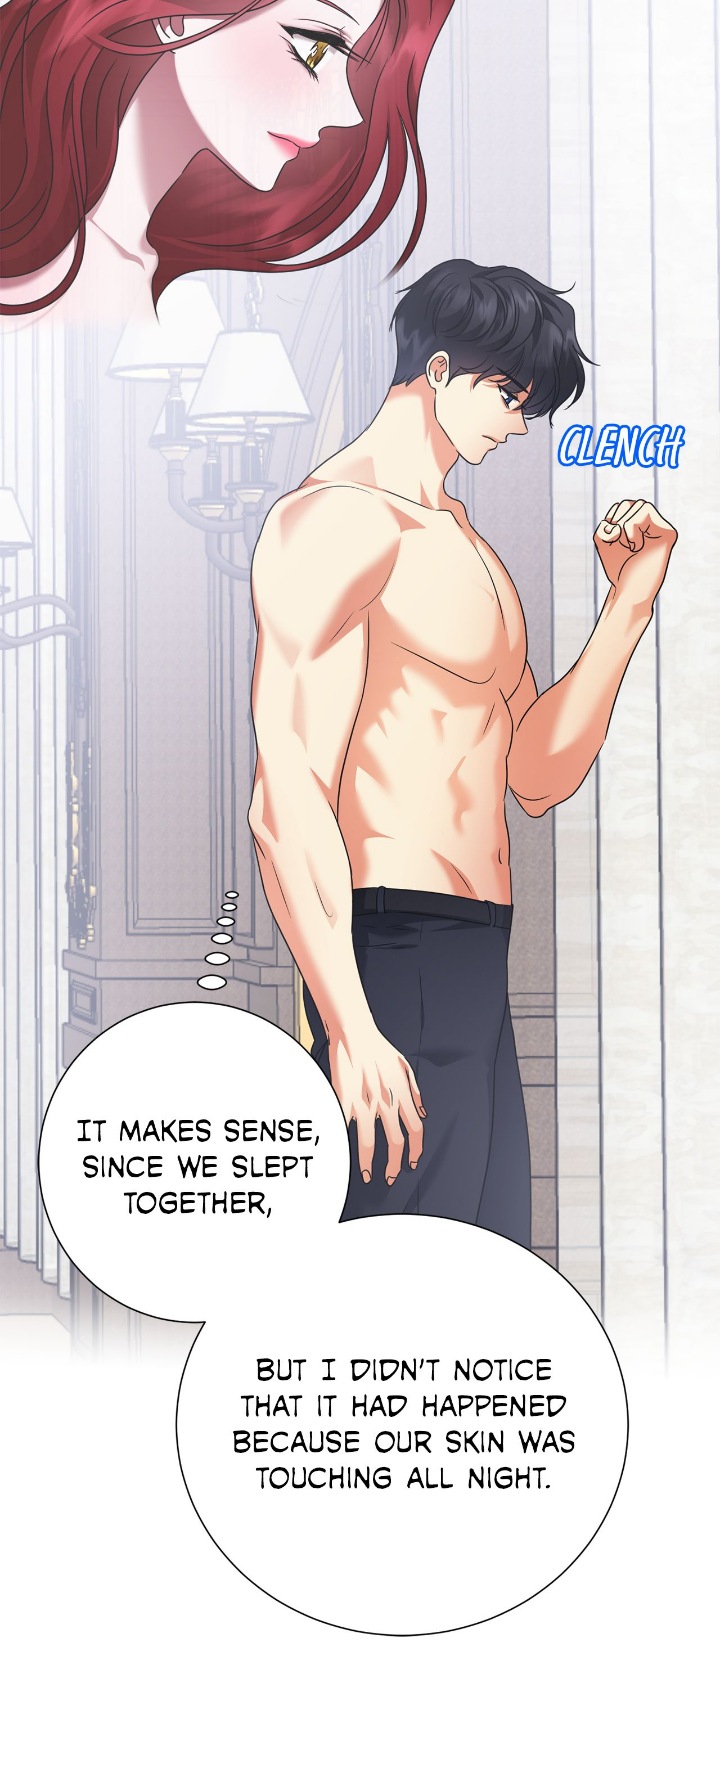 CLENCH
IT MAKES SENSE,
SINCE WE SLEPT
TOGETHER,
BUT I DIDN'T NOTICE
THAT IT HAD HAPPENED
BECAUSE OUR SKIN WAS
TOUCHING ALL NIGHT.